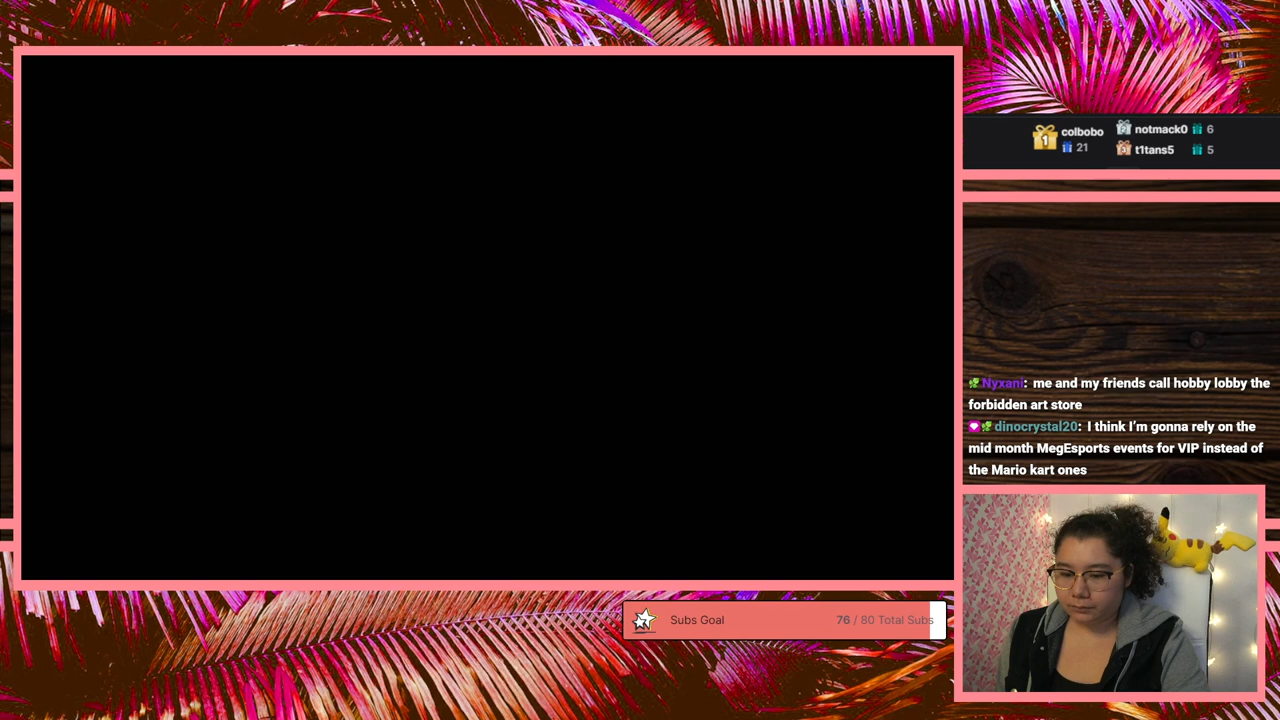 colbobo
21
notmack0 6
t1tans5 5
Nyxani: me and my friends call hobby lobby the
forbidden art store
dinocrystal20: I think I'm gonna rely on the
mid month MegEsports events for VIP instead of
the Mario kart ones
Subs Goal 76 / 80 Total Subs